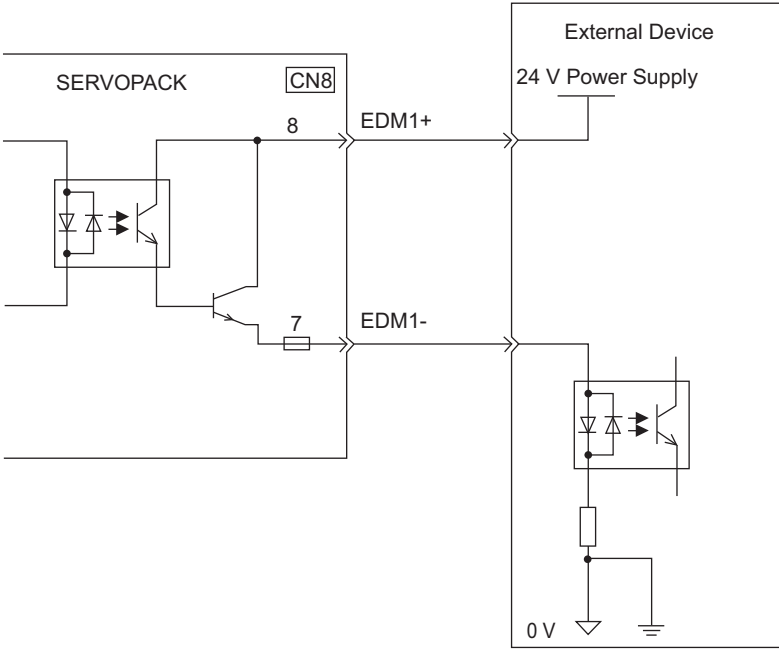 External Device
SERVOPACK
CN8
24 V Power Supply
8
EDM1+
7
EDM1-
0 V